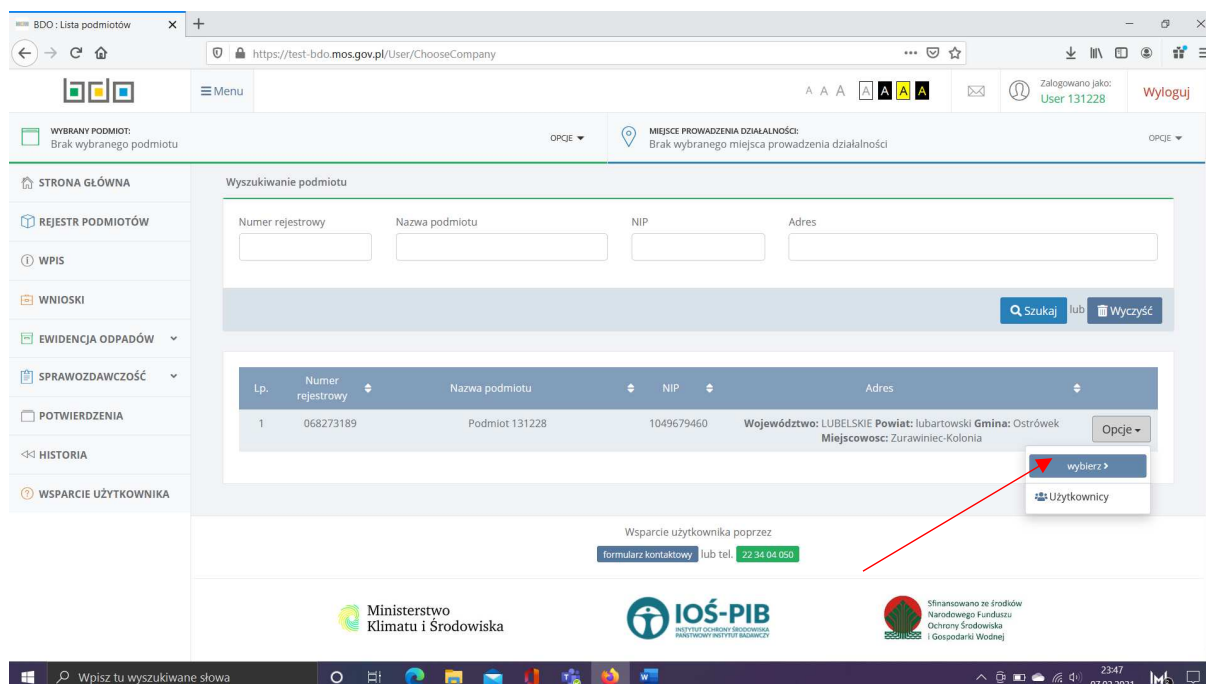 BDO : Lista podmiotów
https://test-bdo.mos.gov.pl/User/ChooseCompany
bdo
Menu
A A A A A A A
Zalogowano jako:
User 131228
Wyloguj
WYBRANY PODMIOT:
Brak wybranego podmiotu
OPCJE
MIEJSCE PROWADZENIA DZIAŁALNOŚCI:
Brak wybranego miejsca prowadzenia działalności
OPCJE
STRONA GŁÓWNA
REJESTR PODMIOTÓW
WPIS
WNIOSKI
EWIDENCJA ODPADÓW
SPRAWOZDAWCZOŚĆ
POTWIERDZENIA
HISTORIA
WSPARCIE UŻYTKOWNIKA
Wyszukiwanie podmiotu
Numer rejestrowy Nazwa podmiotu NIP Adres
Szukaj lub Wyczyść
Lp. Numer rejestrowy Nazwa podmiotu NIP Adres
1 068273189 Podmiot 131228 1049679460 Województwo: LUBELSKIE Powiat: lubartowski Gmina: Ostrówek
Miejscowosc: Zurawiniec-Kolonia
Opcje
wybierz
Użytkownicy
Wsparcie użytkownika poprzez
formularz kontaktowy lub tel. 22 34 04 050
Ministerstwo
Klimatu i Środowiska
IOŚ-PIB
INSTYTUT OCHRONY ŚRODOWISKA
PAŃSTWOWY INSTYTUT BADAWCZY
Sfinansowano ze środków
Narodowego Funduszu
Ochrony Środowiska
i Gospodarki Wodnej
Wpisz tu wyszukiwane słowa
23:47
07.02.2021